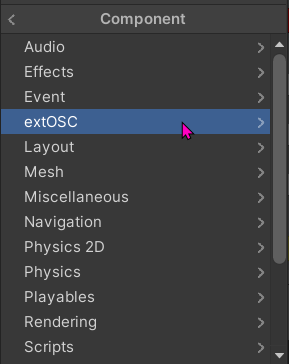 Component
Audio
Effects
Event
extOSC
Layout
Mesh
Miscellaneous
Navigation
Physics 2D
Physics
Playables
Rendering
Scripts